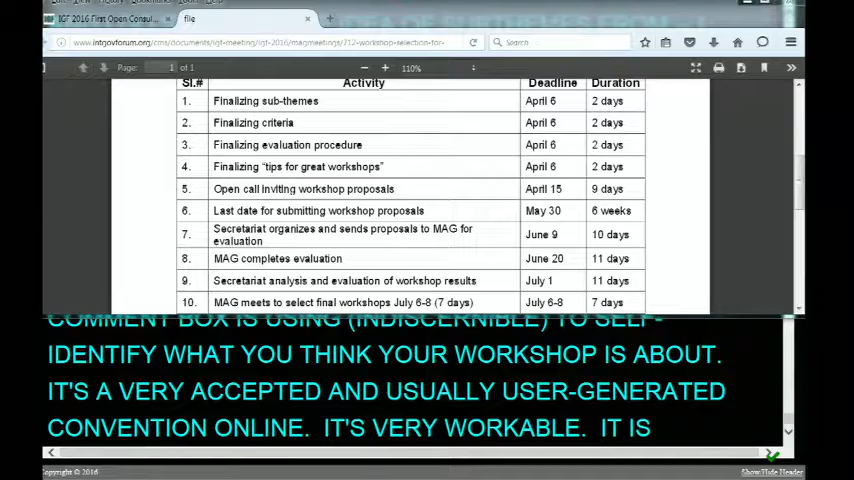 IGF 2016 First Open Consul...
file
www.intgovforum.org/cms/documents/igf-meeting/igf-2016/magmeetings/712-workshop-selection-for-
Search
Page: 1 of 1
110%
Sl.# Activity Deadline Duration
1. Finalizing sub-themes April 6 2 days
2. Finalizing criteria April 6 2 days
3. Finalizing evaluation procedure April 6 2 days
4. Finalizing “tips for great workshops” April 6 2 days
5. Open call inviting workshop proposals April 15 9 days
6. Last date for submitting workshop proposals May 30 6 weeks
7. Secretariat organizes and sends proposals to MAG for evaluation June 9 10 days
8. MAG completes evaluation June 20 11 days
9. Secretariat analysis and evaluation of workshop results July 1 11 days
10. MAG meets to select final workshops July 6-8 (7 days) July 6-8 7 days
COMMENT BOX IS USING (INDISCERNIBLE) TO SELF-
IDENTIFY WHAT YOU THINK YOUR WORKSHOP IS ABOUT.
IT'S A VERY ACCEPTED AND USUALLY USER-GENERATED
CONVENTION ONLINE. IT'S VERY WORKABLE. IT IS
Copyright © 2016
Show/Hide Header